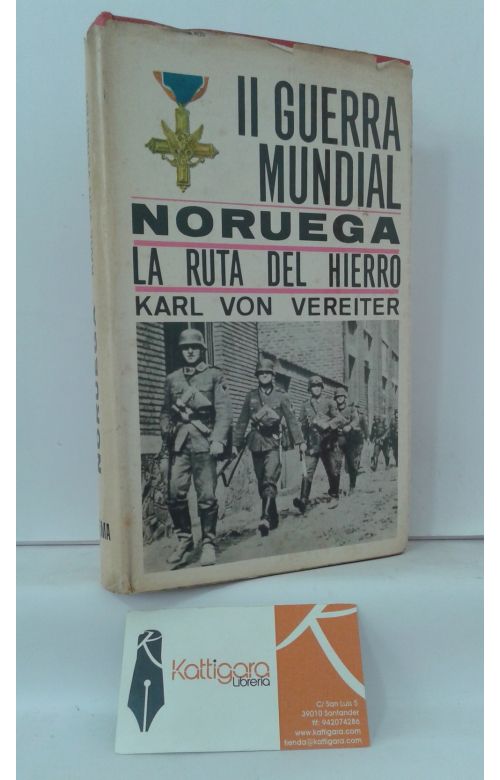 II GUERRA
MUNDIAL
NORUEGA
LA RUTA DEL HIERRO
KARL VON VEREITER
NORUEGA
Kattigara
Librería
C/ San Luis 5
39010 Santander
tlf: 942074286
www.kattigara.com
tienda@kattigara.com